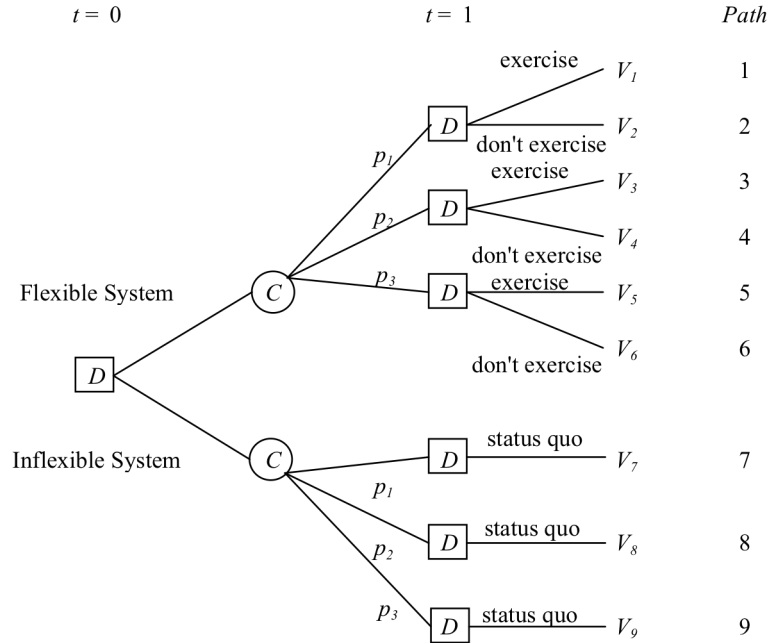 t = 0 t = 1 Path
exercise V1 1
D V2 2
don't exercise
p1 exercise V3 3
p2 D V4 4
don't exercise
Flexible System C p3 D exercise V5 5
V6 6
D don't exercise
status quo
Inflexible System C D V7 7
p1 status quo
p2 D V8 8
p3 status quo
D V9 9